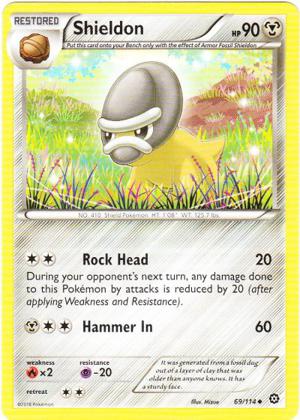 RESTORED
Shieldon
HP90
Put this card onto your Bench only with the effect of Armor Fossil Shieldon
NO. 410 Shield Pokémon HT: 1'08" WT: 125.7 lbs.
Rock Head 20
During your opponent's next turn, any damage done
to this Pokémon by attacks is reduced by 20 (after
applying Weakness and Resistance).
Hammer In 60
weakness
×2
resistance
-20
retreat
It was generated from a fossil dug
out of a layer of clay that was
older than anyone knows. It has a
sturdy face.
Illus. Mizue
69/114
©2016 Pokémon